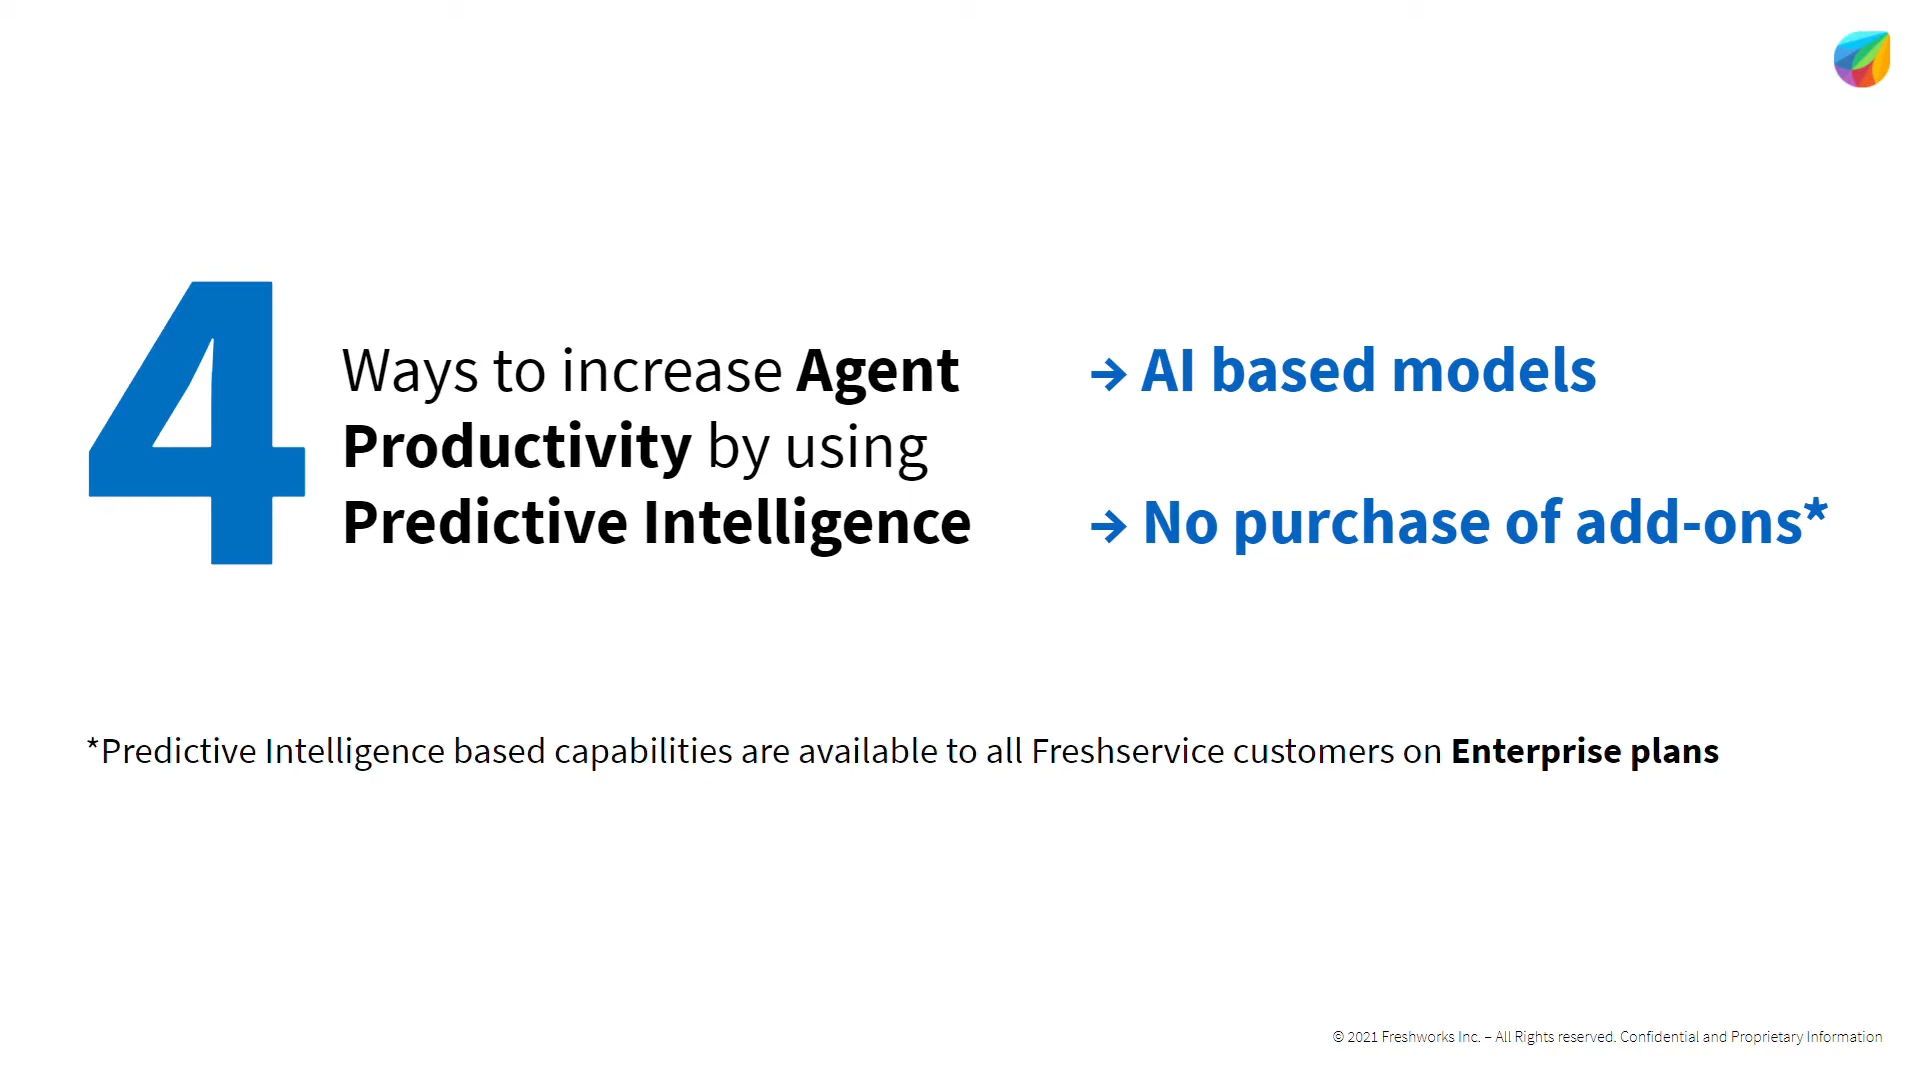 4
Ways to increase Agent
Productivity by using
Predictive Intelligence
→ AI based models
→ No purchase of add-ons*
*Predictive Intelligence based capabilities are available to all Freshservice customers on Enterprise plans
© 2021 Freshworks Inc. – All Rights reserved. Confidential and Proprietary Information